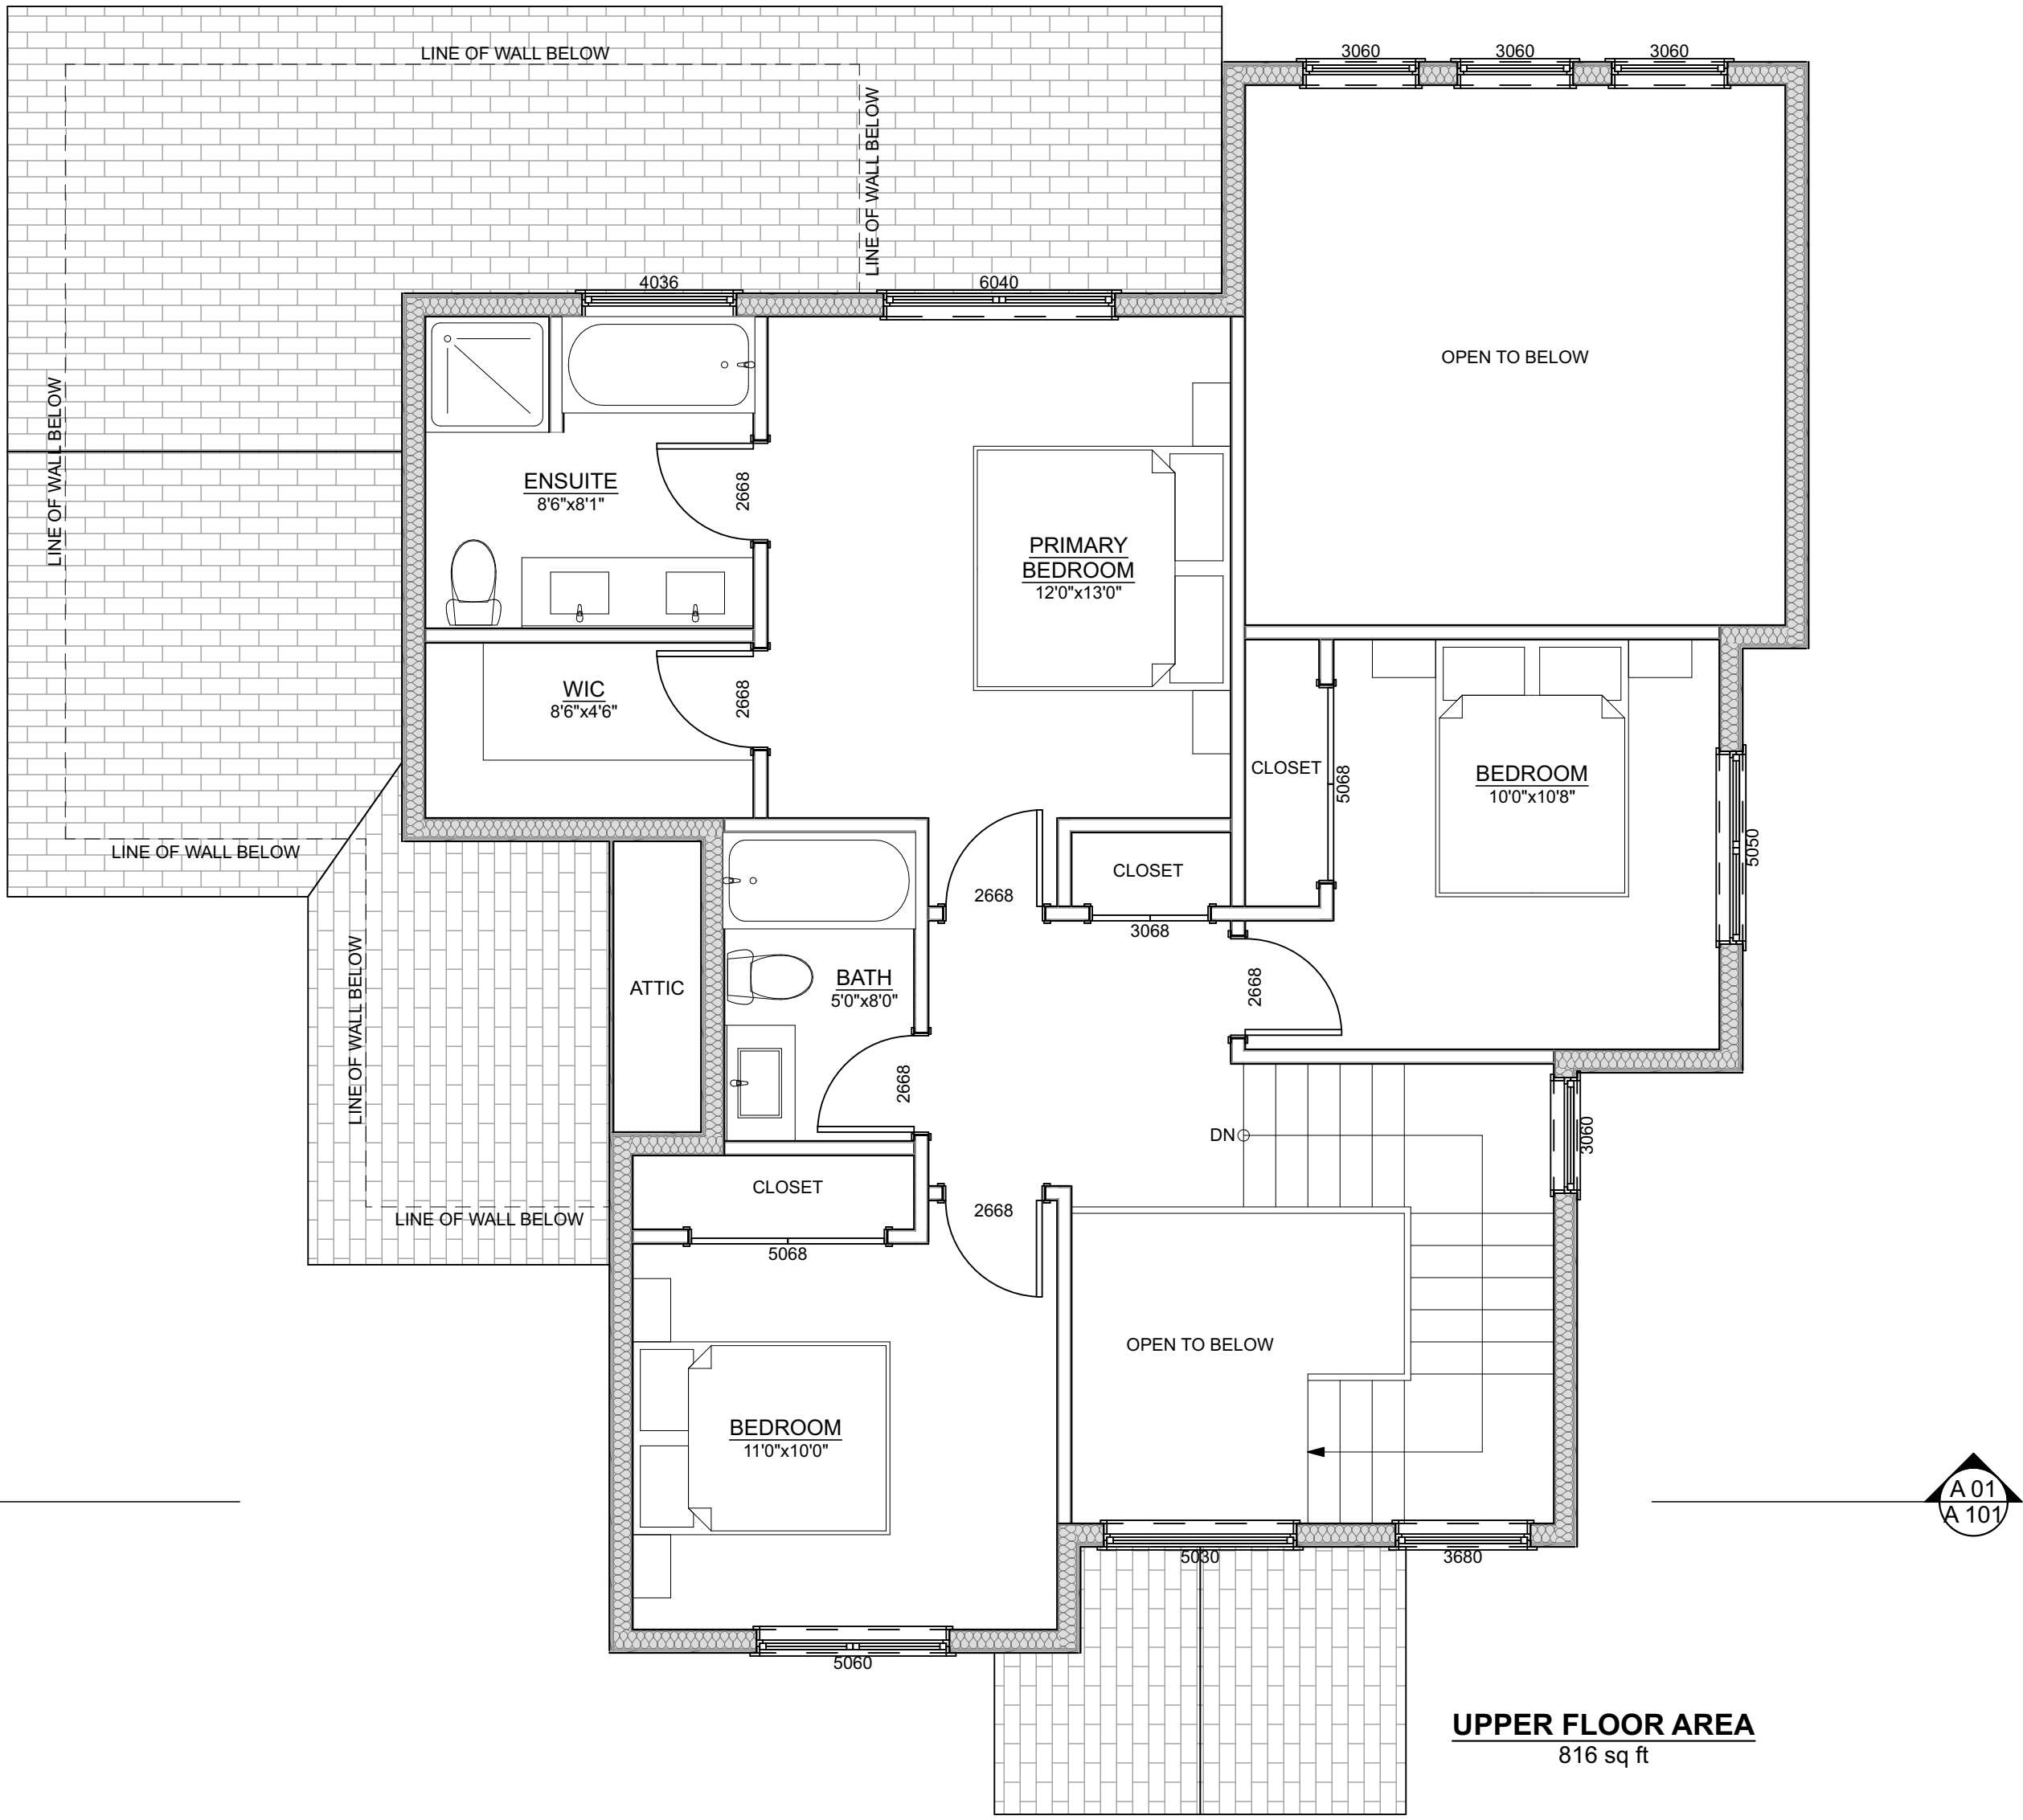 LINE OF WALL BELOW
3060
3060
3060
LINE OF WALL BELOW
4036
6040
OPEN TO BELOW
LINE OF WALL BELOW
ENSUITE
8'6"x8'1"
2668
PRIMARY
BEDROOM
12'0"x13'0"
WIC
8'6"x4'6"
2668
CLOSET
5068
BEDROOM
10'0"x10'8"
5050
LINE OF WALL BELOW
CLOSET
2668
3068
LINE OF WALL BELOW
ATTIC
BATH
5'0"x8'0"
2668
2668
DN
3060
CLOSET
2668
LINE OF WALL BELOW
5068
OPEN TO BELOW
BEDROOM
11'0"x10'0"
A 01
A 101
5030
3680
5060
UPPER FLOOR AREA
816 sq ft